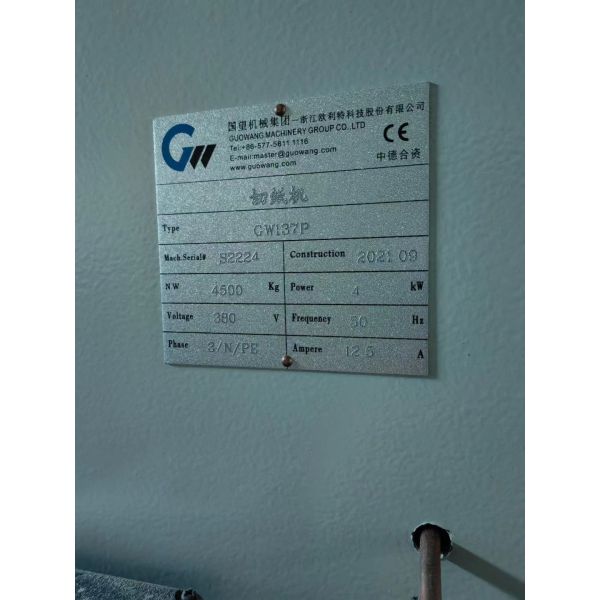 国望机械集团—浙江欧利特科技股份有限公司
GUOWANG MACHINERY GROUP CO.,LTD
Tel:+86-577-5811 1116
E-mail:master@guowang.com
www.guowang.com
GW
CE
中德合资
切纸机
Type GW137P
Mach.Serial# S2224 Construction 2021 09
N.W 4500 Kg Power 4 kW
Voltage 380 V Frequency 50 Hz
Phase 3/N/PE Ampere 12.5 A